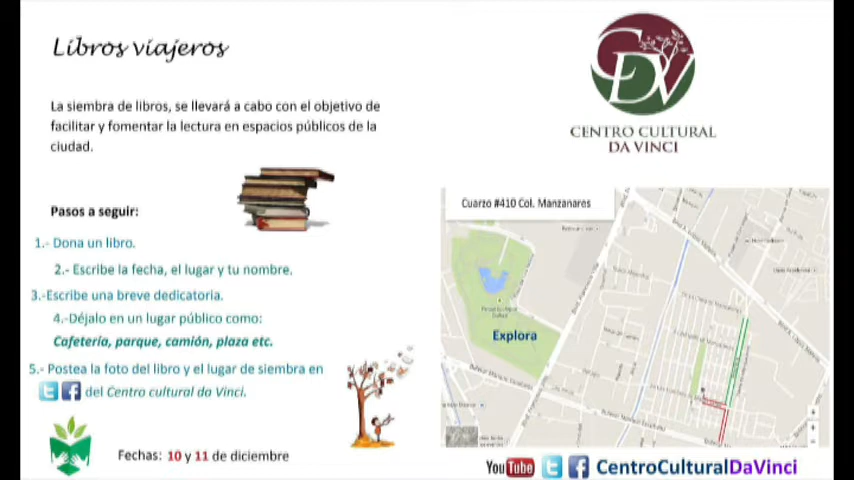 Libros viajeros
La siembra de libros, se llevará a cabo con el objetivo de
facilitar y fomentar la lectura en espacios públicos de la
ciudad.
Pasos a seguir:
1.- Dona un libro.
2.- Escribe la fecha, el lugar y tu nombre.
3.-Escribe una breve dedicatoria.
4.-Déjalo en un lugar público como:
Cafetería, parque, camión, plaza etc.
5.- Postea la foto del libro y el lugar de siembra en
del Centro cultural da Vinci.
Fechas: 10 y 11 de diciembre
CDV
CENTRO CULTURAL
DA VINCI
Cuarzo #410 Col. Manzanares
Explora
YouTube CentroCulturalDaVinci